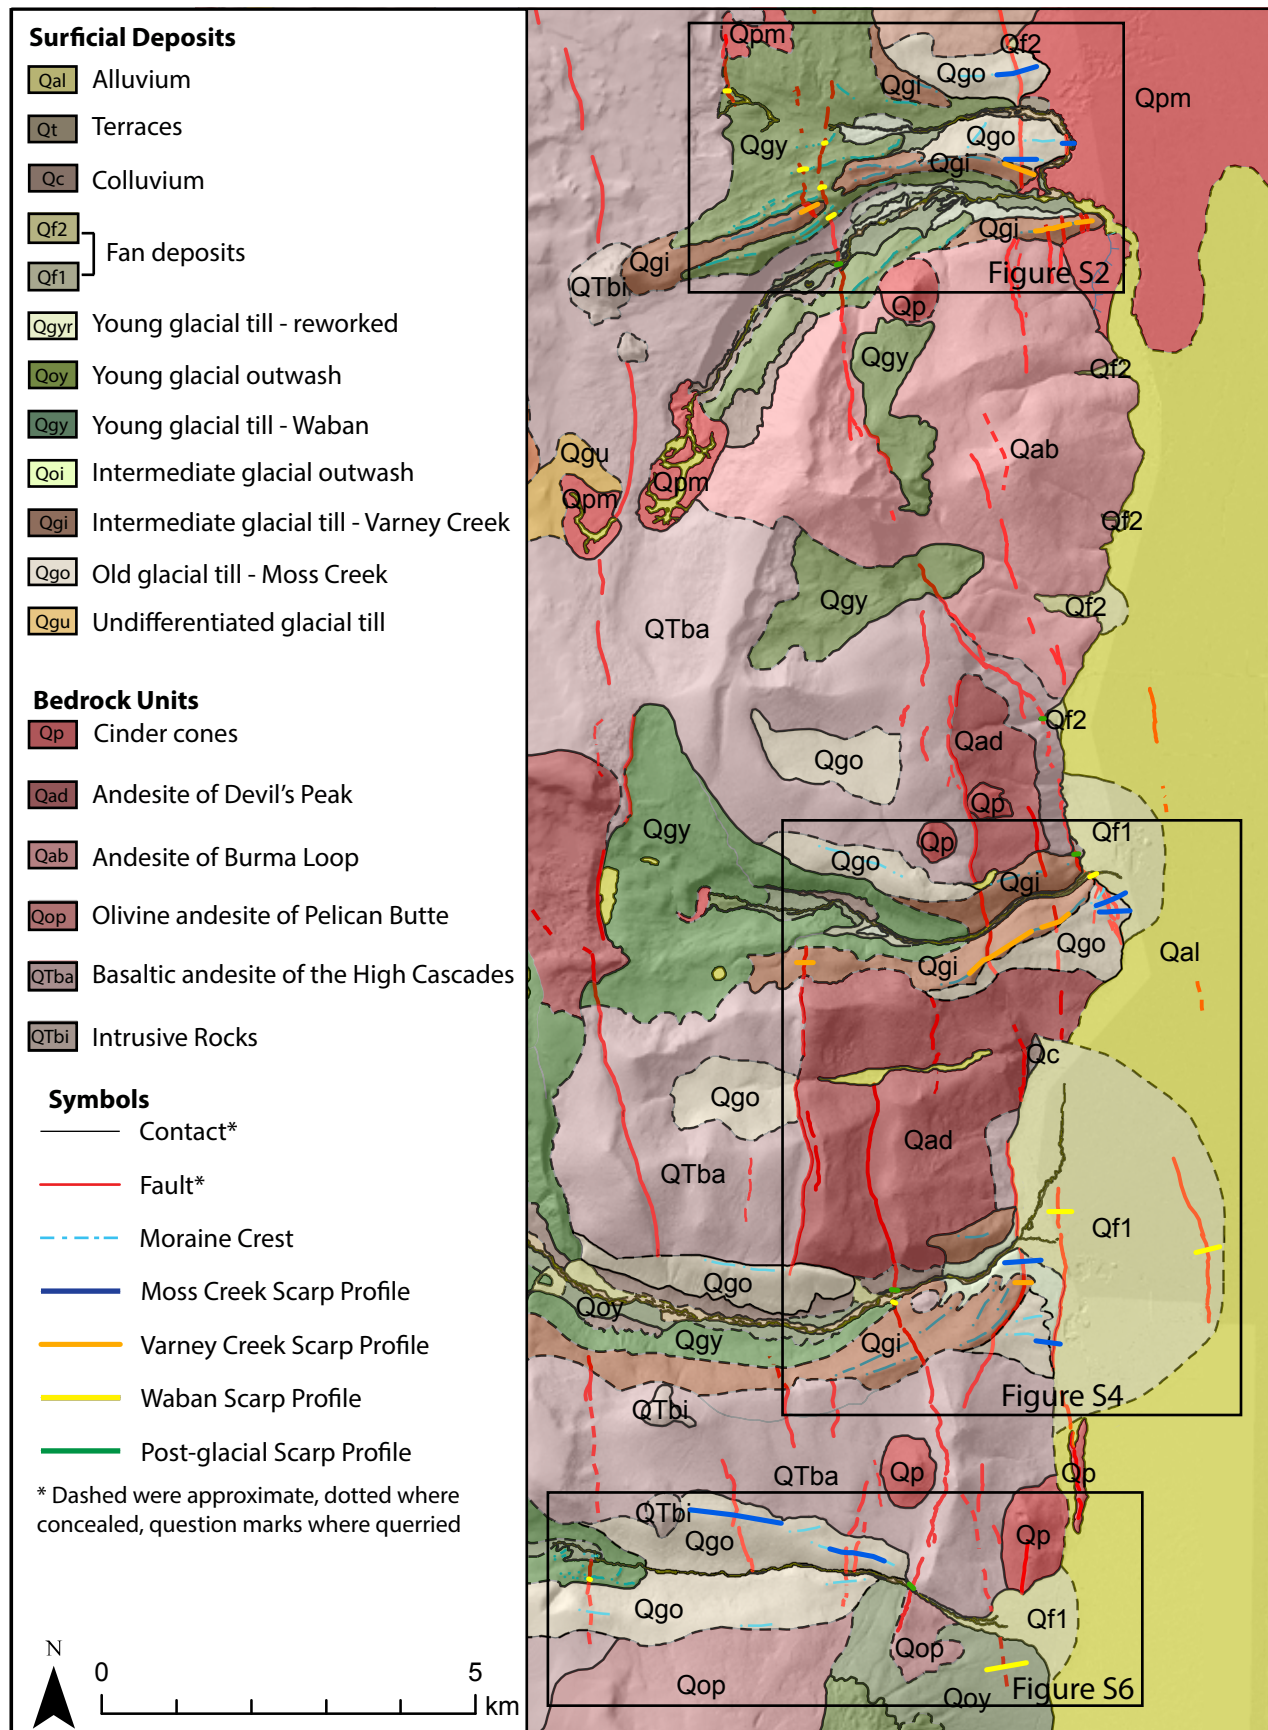 Surficial Deposits
Qal Alluvium
Qt Terraces
Qc Colluvium
Qf2
Fan deposits
Qf1
Qgyr Young glacial till - reworked
Qoy Young glacial outwash
Qgy Young glacial till - Waban
Qoi Intermediate glacial outwash
Qgi Intermediate glacial till - Varney Creek
Qgo Old glacial till - Moss Creek
Qgu Undifferentiated glacial till
Bedrock Units
Qp Cinder cones
Qad Andesite of Devil's Peak
Qab Andesite of Burma Loop
Qop Olivine andesite of Pelican Butte
QTba Basaltic andesite of the High Cascades
QTbi Intrusive Rocks
Symbols
Contact*
Fault*
Moraine Crest
Moss Creek Scarp Profile
Varney Creek Scarp Profile
Waban Scarp Profile
Post-glacial Scarp Profile
* Dashed were approximate, dotted where
concealed, question marks where querried
N
0 5
km
Qpm
Qf2
Qgo
Qgi
Qpm
Qgy
Qgo
Qgi
Qgi
Qgi
QTbi
Figure S2
Qp
Qgy
Qf2
Qab
Qgu
Qpm
Qpm
Qf2
Qgy
Qf2
QTba
Qf2
Qad
Qgo
Qp
Qgy
Qp
Qf1
Qgo
Qgi
Qgo
Qal
Qgi
Qc
Qgo
Qad
QTba
Qf1
Qgo
Qoy
Qgy
Qgi
Figure S4
QTbi
QTba
Qp
Qp
QTbi
Qgo
Qp
Qgo
Qf1
Qop
Qop
Qoy
Figure S6